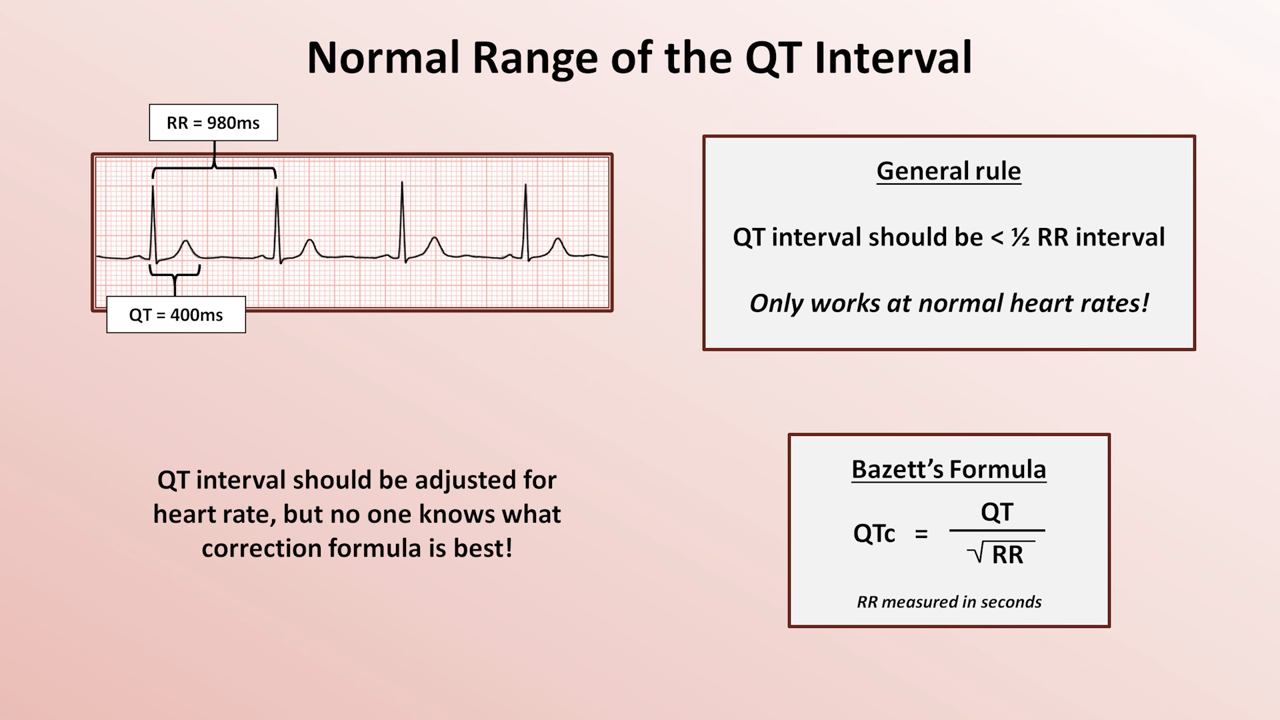 Normal Range of the QT Interval
RR = 980ms
QT = 400ms
General rule
QT interval should be < ½ RR interval
Only works at normal heart rates!
QT interval should be adjusted for
heart rate, but no one knows what
correction formula is best!
Bazett’s Formula
QTc = QT / √RR
RR measured in seconds